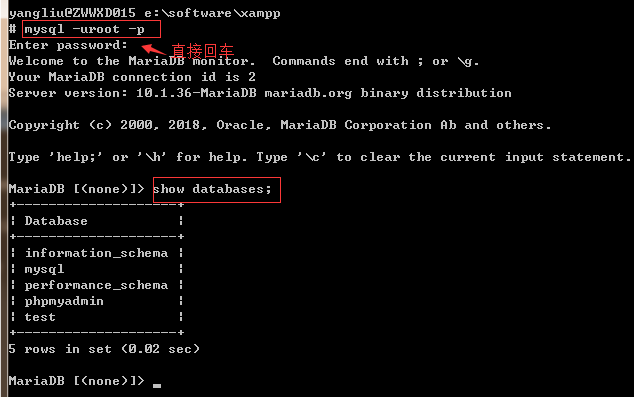 yangliu@ZWWXD015 e:\software\xampp
# mysql -uroot -p
Enter password:
直接回车
Welcome to the MariaDB monitor.  Commands end with ; or \g.
Your MariaDB connection id is 2
Server version: 10.1.36-MariaDB mariadb.org binary distribution
Copyright (c) 2000, 2018, Oracle, MariaDB Corporation Ab and others.
Type 'help;' or '\h' for help. Type '\c' to clear the current input statement.
MariaDB [(none)]> show databases;
+--------------------+
| Database           |
+--------------------+
| information_schema |
| mysql              |
| performance_schema |
| phpmyadmin         |
| test               |
+--------------------+
5 rows in set (0.02 sec)
MariaDB [(none)]> _